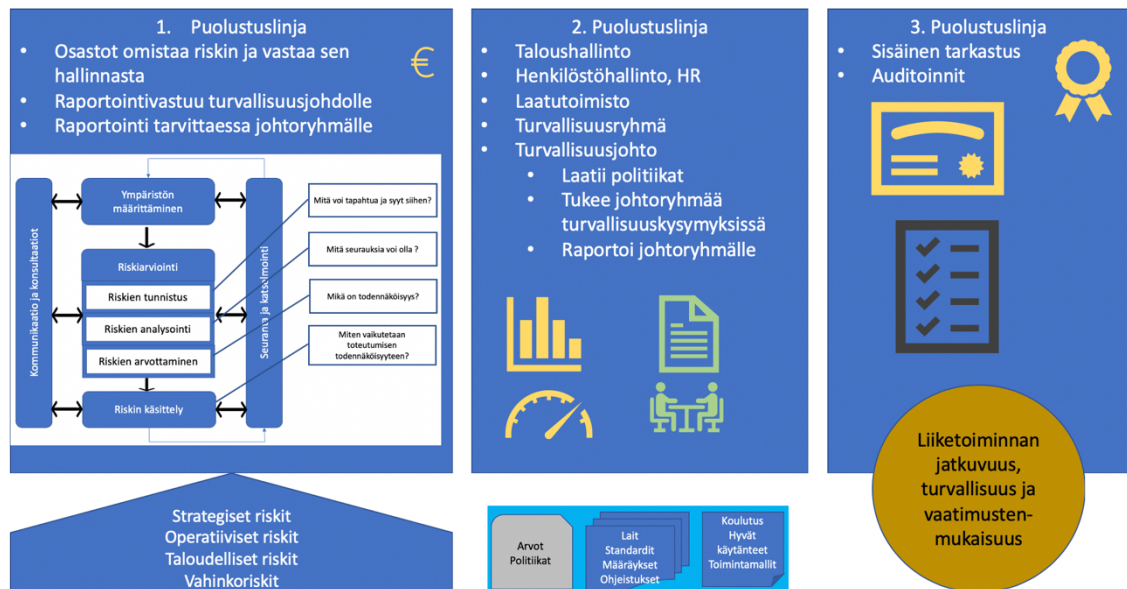 1. Puolustuslinja
• Osastot omistaa riskin ja vastaa sen
hallinnasta
• Raportointivastuu turvallisuusjohdolle
• Raportointi tarvittaessa johtoryhmälle
€
Kommunikaatio ja konsultaatiot
Ympäristön
määrittäminen
Riskiarviointi
Riskien tunnistus
Riskien analysointi
Riskien arvottaminen
Riskin käsittely
Seuranta ja katselmointi
Mitä voi tapahtua ja syyt siihen?
Mitä seurauksia voi olla ?
Mikä on todennäköisyys?
Miten vaikutetaan
toteutumisen
todennäköisyyteen?
Strategiset riskit
Operatiiviset riskit
Taloudelliset riskit
Vahinkoriskit
2. Puolustuslinja
• Taloushallinto
• Henkilöstöhallinto, HR
• Laatutoimisto
• Turvallisuusryhmä
• Turvallisuusjohto
• Laatii politiikat
• Tukee johtoryhmää
turvallisuuskysymyksissä
• Raportoi johtoryhmälle
Arvot
Politiikat
Lait
Standardit
Määräykset
Ohjeistukset
Koulutus
Hyvät
käytänteet
Toimintamallit
3. Puolustuslinja
• Sisäinen tarkastus
• Auditoinnit
Liiketoiminnan
jatkuvuus,
turvallisuus ja
vaatimusten-
mukaisuus